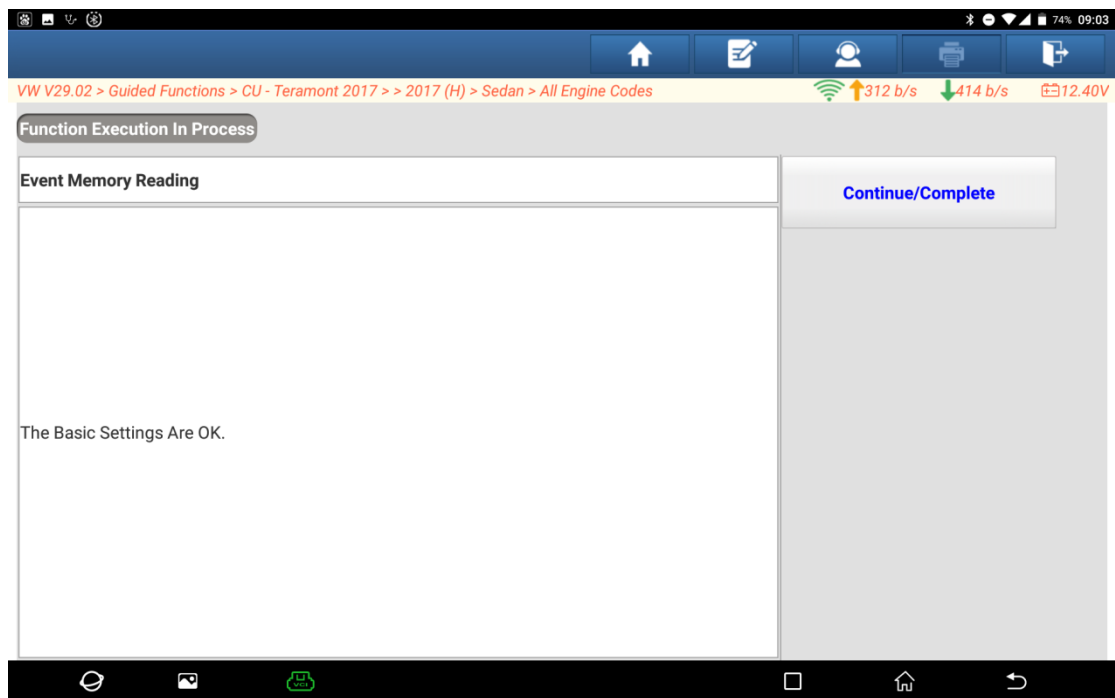 74% 09:03
VW V29.02 > Guided Functions > CU - Teramont 2017 > > 2017 (H) > Sedan > All Engine Codes 312 b/s 414 b/s 12.40V
Function Execution In Process
Event Memory Reading
Continue/Complete
The Basic Settings Are OK.
VCI